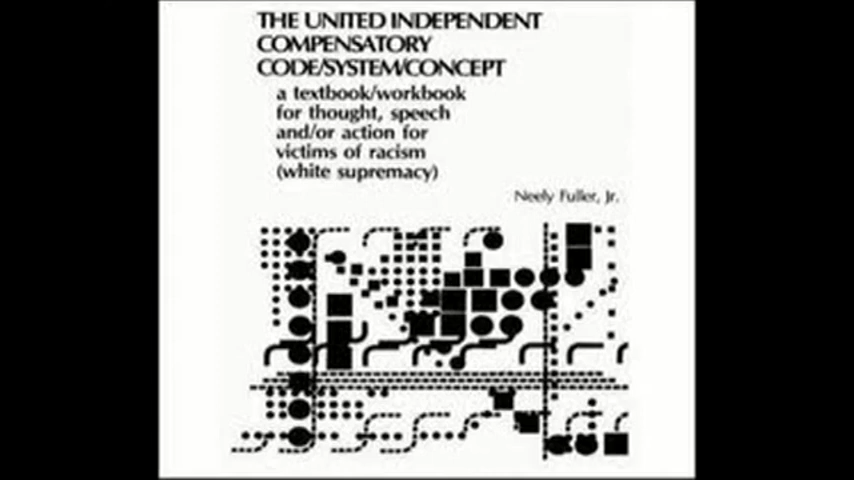 THE UNITED INDEPENDENT
COMPENSATORY
CODE/SYSTEM/CONCEPT
a textbook/workbook
for thought, speech
and/or action for
victims of racism
(white supremacy)
Neely Fuller, Jr.